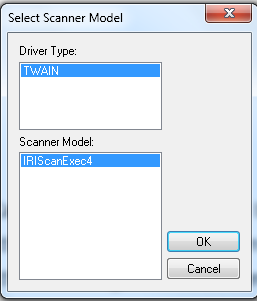 Select Scanner Model
Driver Type:
TWAIN
Scanner Model:
IRIScanExec4
OK
Cancel